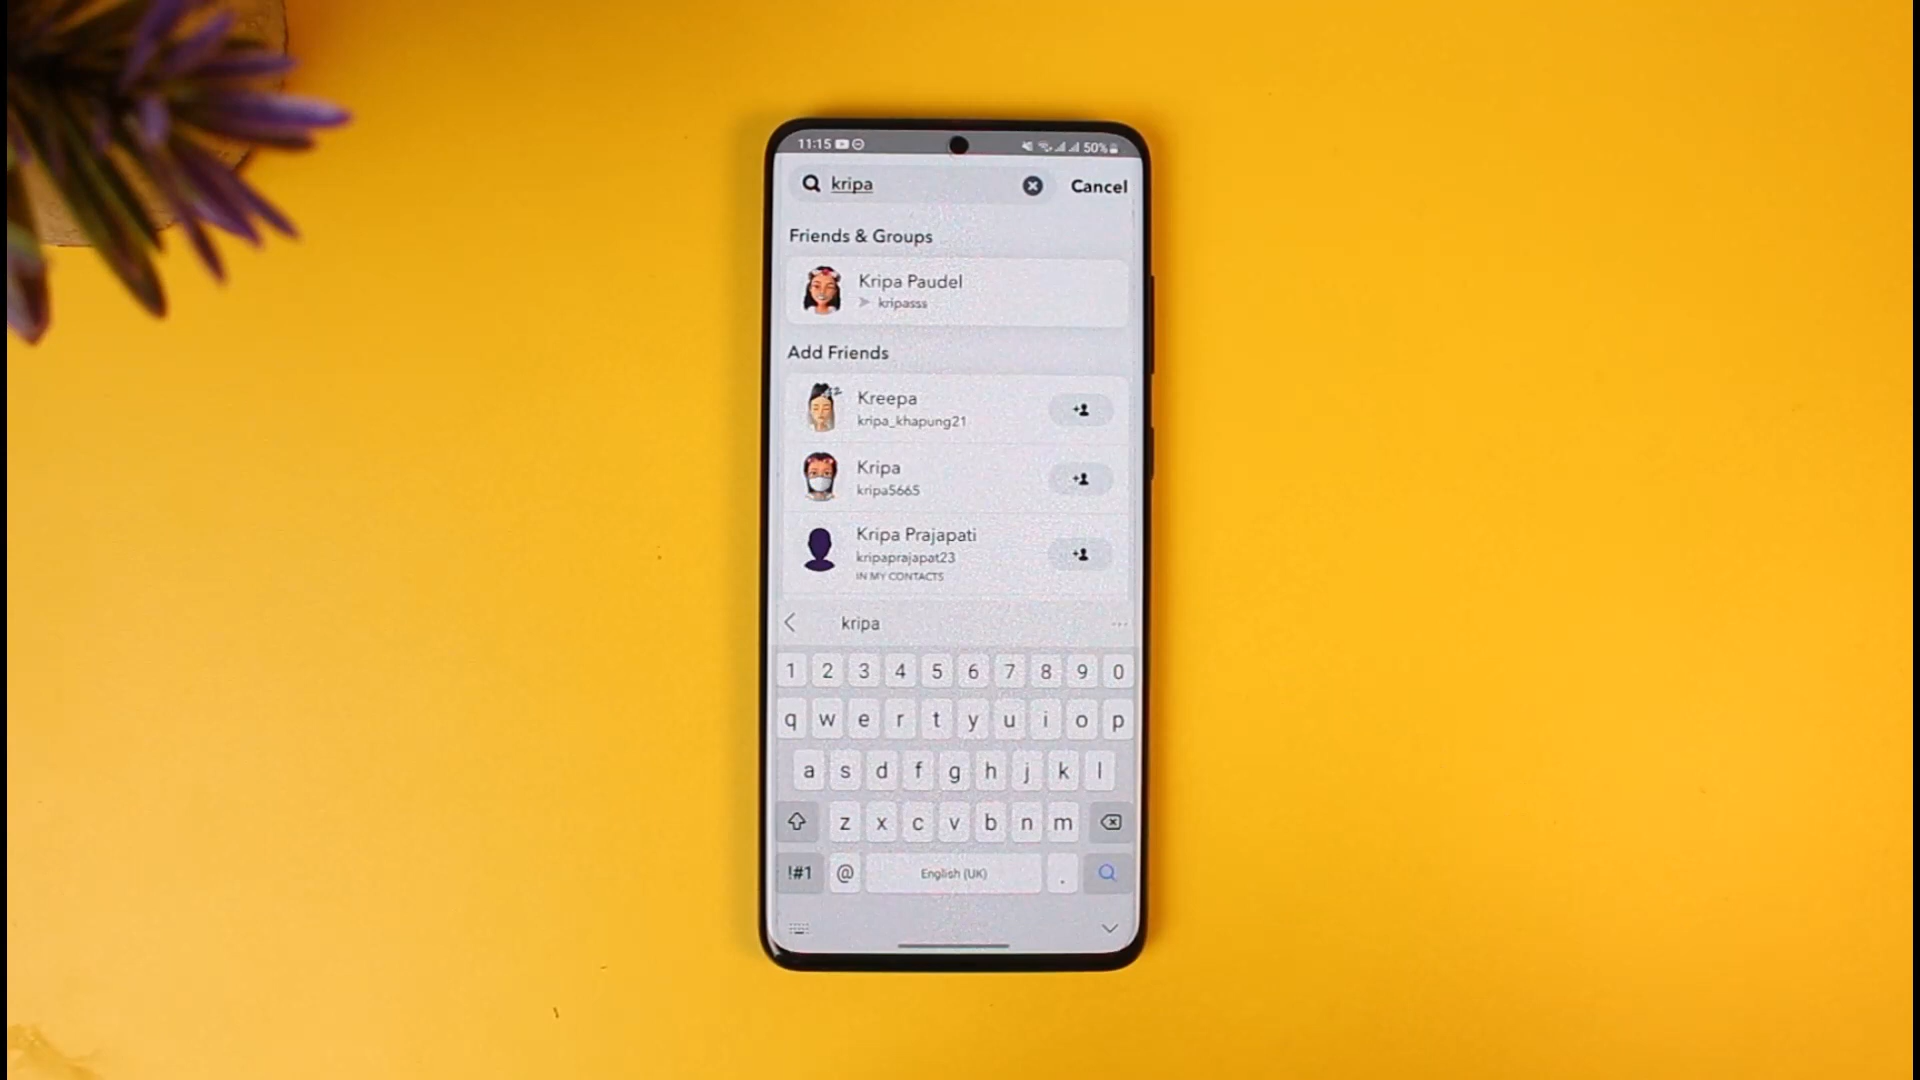 11:15 50%
kripa Cancel
Friends & Groups
Kripa Paudel
kripasss
Add Friends
Kreepa
kripa_khapung21
Kripa
kripa5665
Kripa Prajapati
kripaprajapat23
IN MY CONTACTS
kripa ...
1 2 3 4 5 6 7 8 9 0
q w e r t y u i o p
a s d f g h j k l
z x c v b n m
!#1 @ English (UK) .